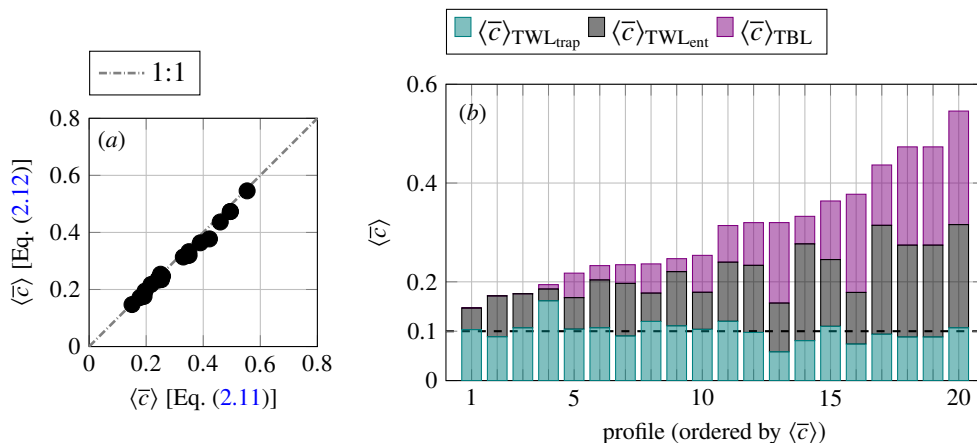 1:1
(a)
0.8
0.6
0.4
0.2
0
0 0.2 0.4 0.6 0.8
⟨c̅⟩ [Eq. (2.12)]
⟨c̅⟩ [Eq. (2.11)]
⟨c̅⟩TWLtrap ⟨c̅⟩TWLent ⟨c̅⟩TBL
(b)
0.6
0.4
0.2
0.1
0
⟨c̅⟩
1 5 10 15 20
profile (ordered by ⟨c̅⟩)